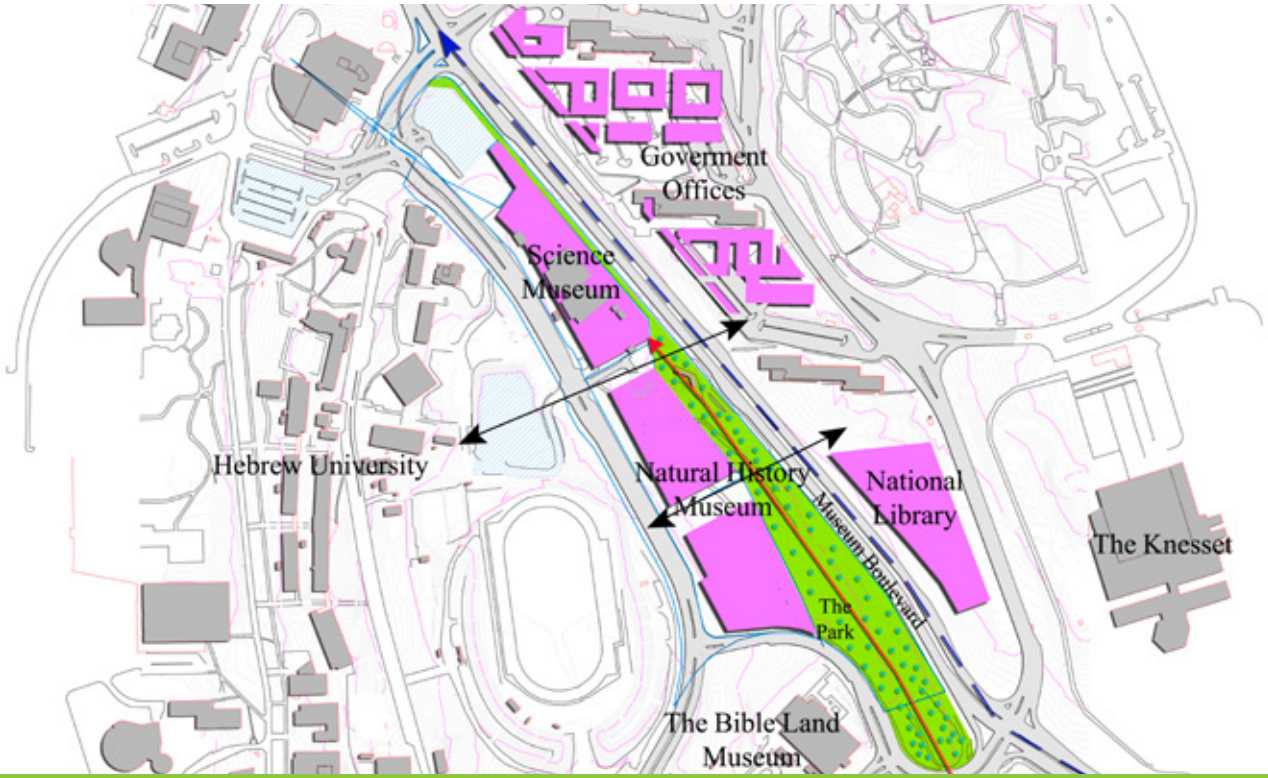 Goverment
Offices
Science
Museum
Hebrew University
Natural History
Museum
National
Library
Museum Boulevard
The Knesset
The
Park
The Bible Land
Museum